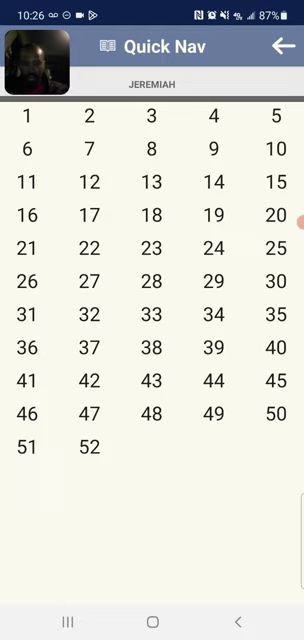 10:26 87%
Quick Nav
JEREMIAH
1 2 3 4 5
6 7 8 9 10
11 12 13 14 15
16 17 18 19 20
21 22 23 24 25
26 27 28 29 30
31 32 33 34 35
36 37 38 39 40
41 42 43 44 45
46 47 48 49 50
51 52